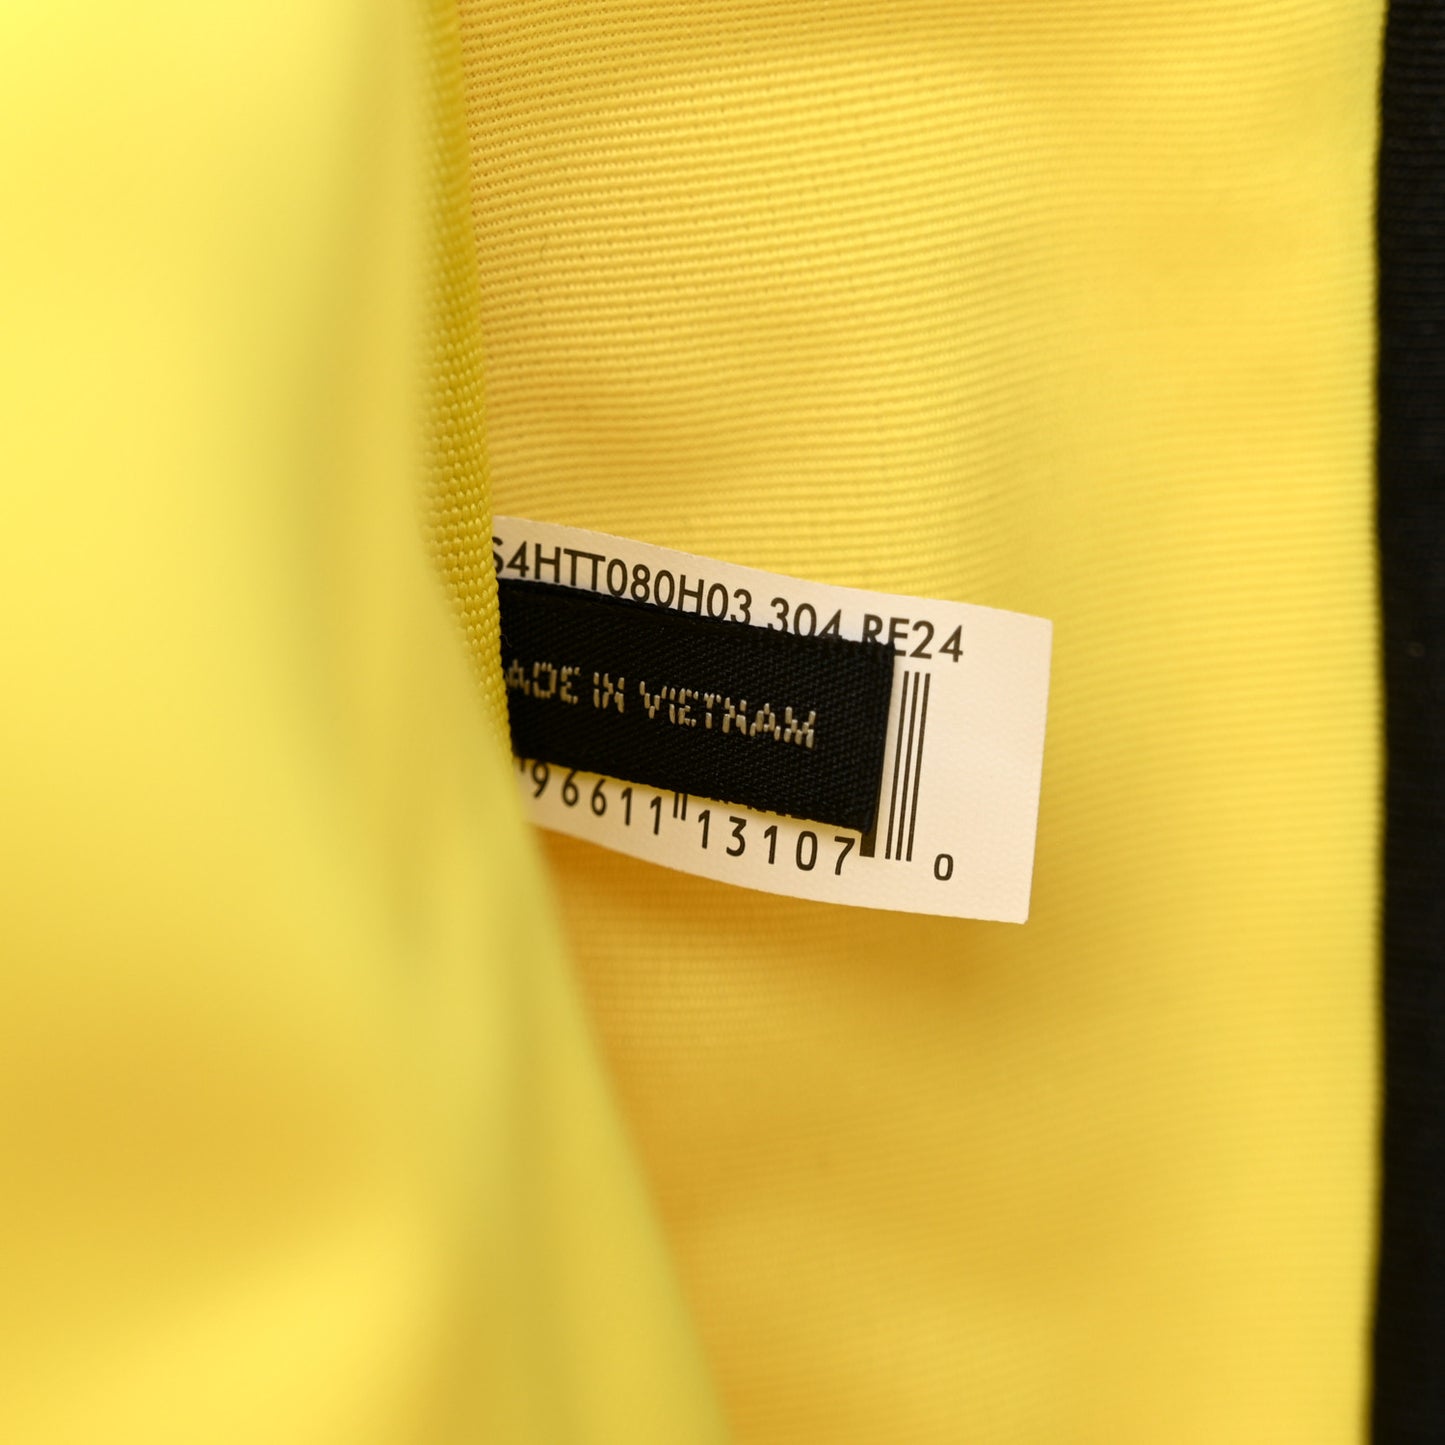 S4HTT080H03 304 RE24
ADE IN VIETNAM
96611 13107 0